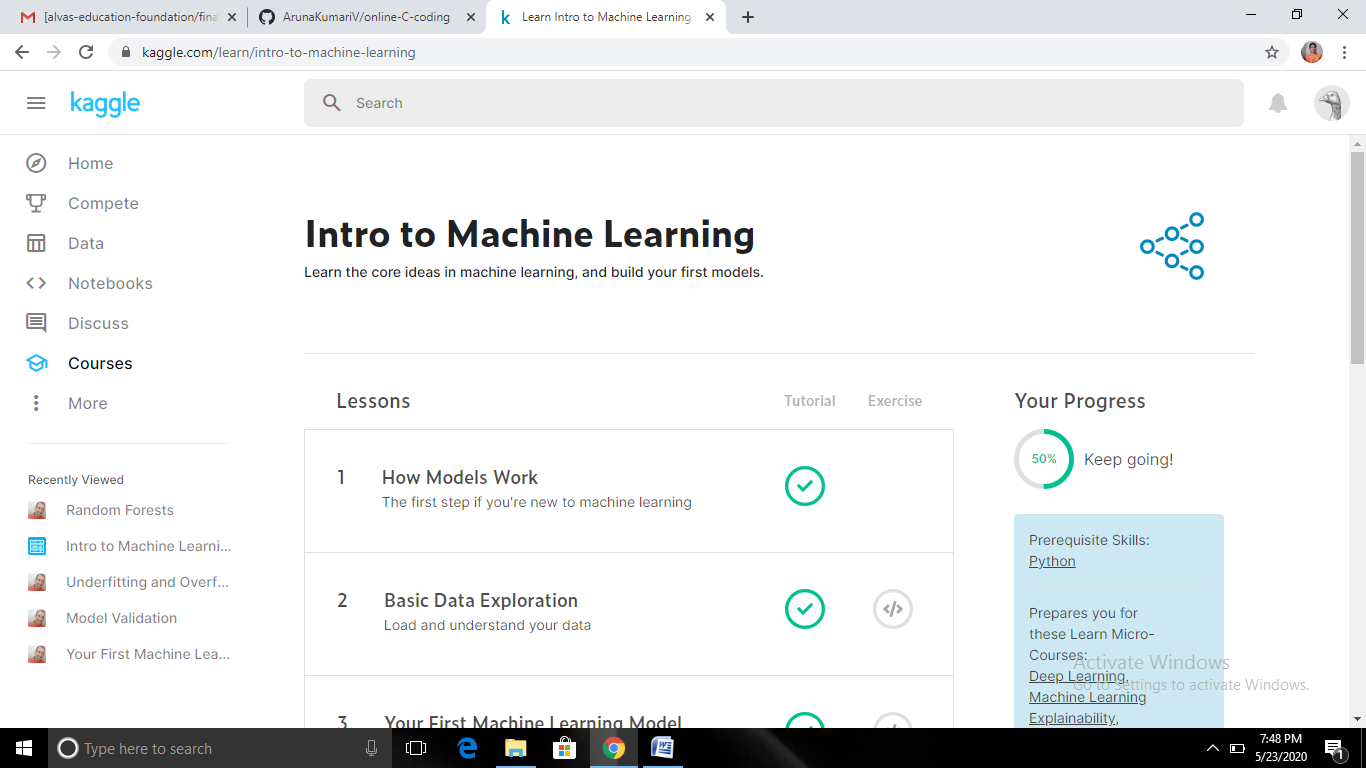 [alvas-education-foundation/fina
ArunaKumariV/online-C-coding
Learn Intro to Machine Learning
kaggle.com/learn/intro-to-machine-learning
kaggle
Search
Home
Compete
Data
Notebooks
Discuss
Courses
More
Recently Viewed
Random Forests
Intro to Machine Learni...
Underfitting and Overf...
Model Validation
Your First Machine Lea...
Intro to Machine Learning
Learn the core ideas in machine learning, and build your first models.
Lessons
Tutorial
Exercise
1
How Models Work
The first step if you're new to machine learning
2
Basic Data Exploration
Load and understand your data
3
Your First Machine Learning Model
Your Progress
50%
Keep going!
Prerequisite Skills:
Python
Prepares you for
these Learn Micro-
Courses:
Deep Learning,
Machine Learning
Explainability,
Activate Windows
Go to Settings to activate Windows.
Type here to search
7:48 PM
5/23/2020
1